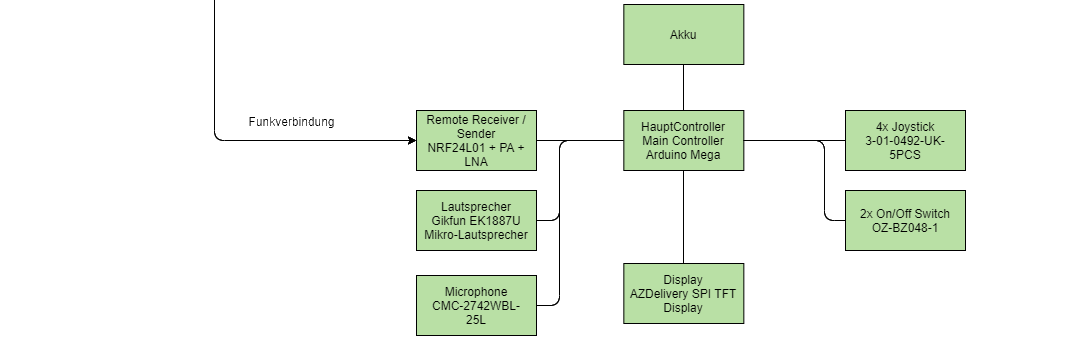 Akku
Funkverbindung
Remote Receiver /
Sender
NRF24L01 + PA +
LNA
HauptController
Main Controller
Arduino Mega
4x Joystick
3-01-0492-UK-
5PCS
Lautsprecher
Gikfun EK1887U
Mikro-Lautsprecher
2x On/Off Switch
OZ-BZ048-1
Microphone
CMC-2742WBL-
25L
Display
AZDelivery SPI TFT
Display